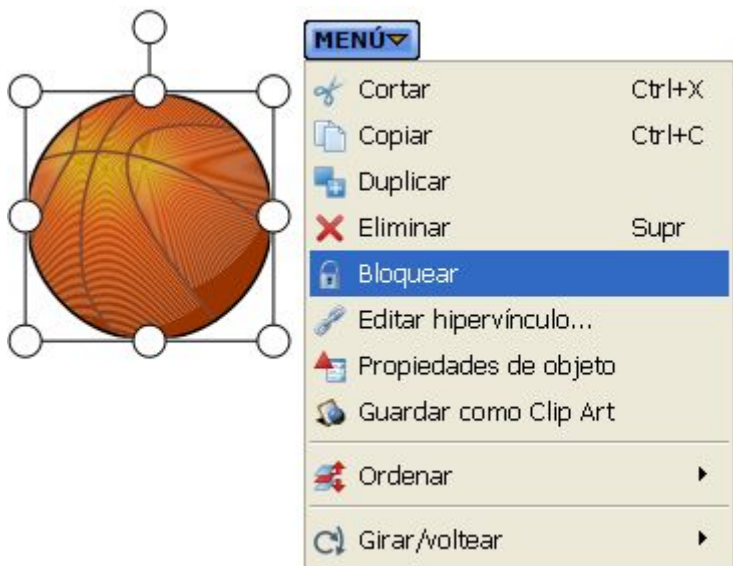 MENÚ
Cortar Ctrl+X
Copiar Ctrl+C
Duplicar
Eliminar Supr
Bloquear
Editar hipervínculo...
Propiedades de objeto
Guardar como Clip Art
Ordenar
Girar/voltear